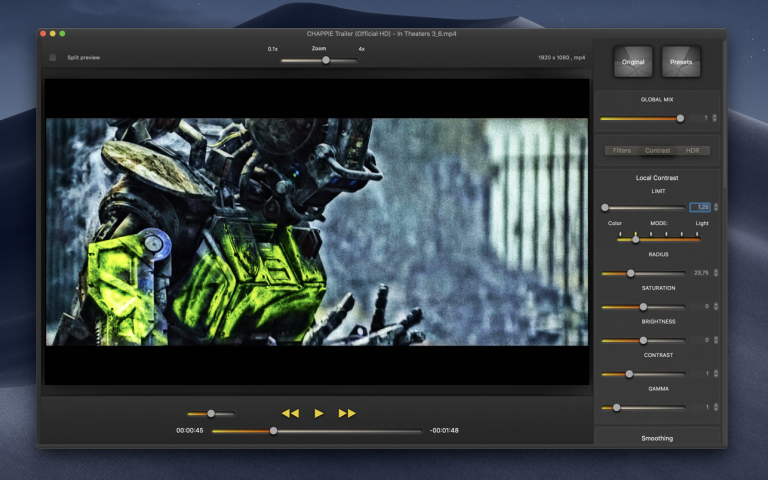 CHAPPIE Trailer (Official HD) - In Theaters 3_6.mp4
Split preview
0.1x Zoom 4x
1920 x 1080 , mp4
Original Presets
GLOBAL MIX
1
Filters Contrast HDR
Local Contrast
LIMIT
1,25
Color MODE: Light
RADIUS
23,75
SATURATION
0
BRIGHTNESS
0
CONTRAST
1
GAMMA
1
00:00:45
-00:01:48
Smoothing